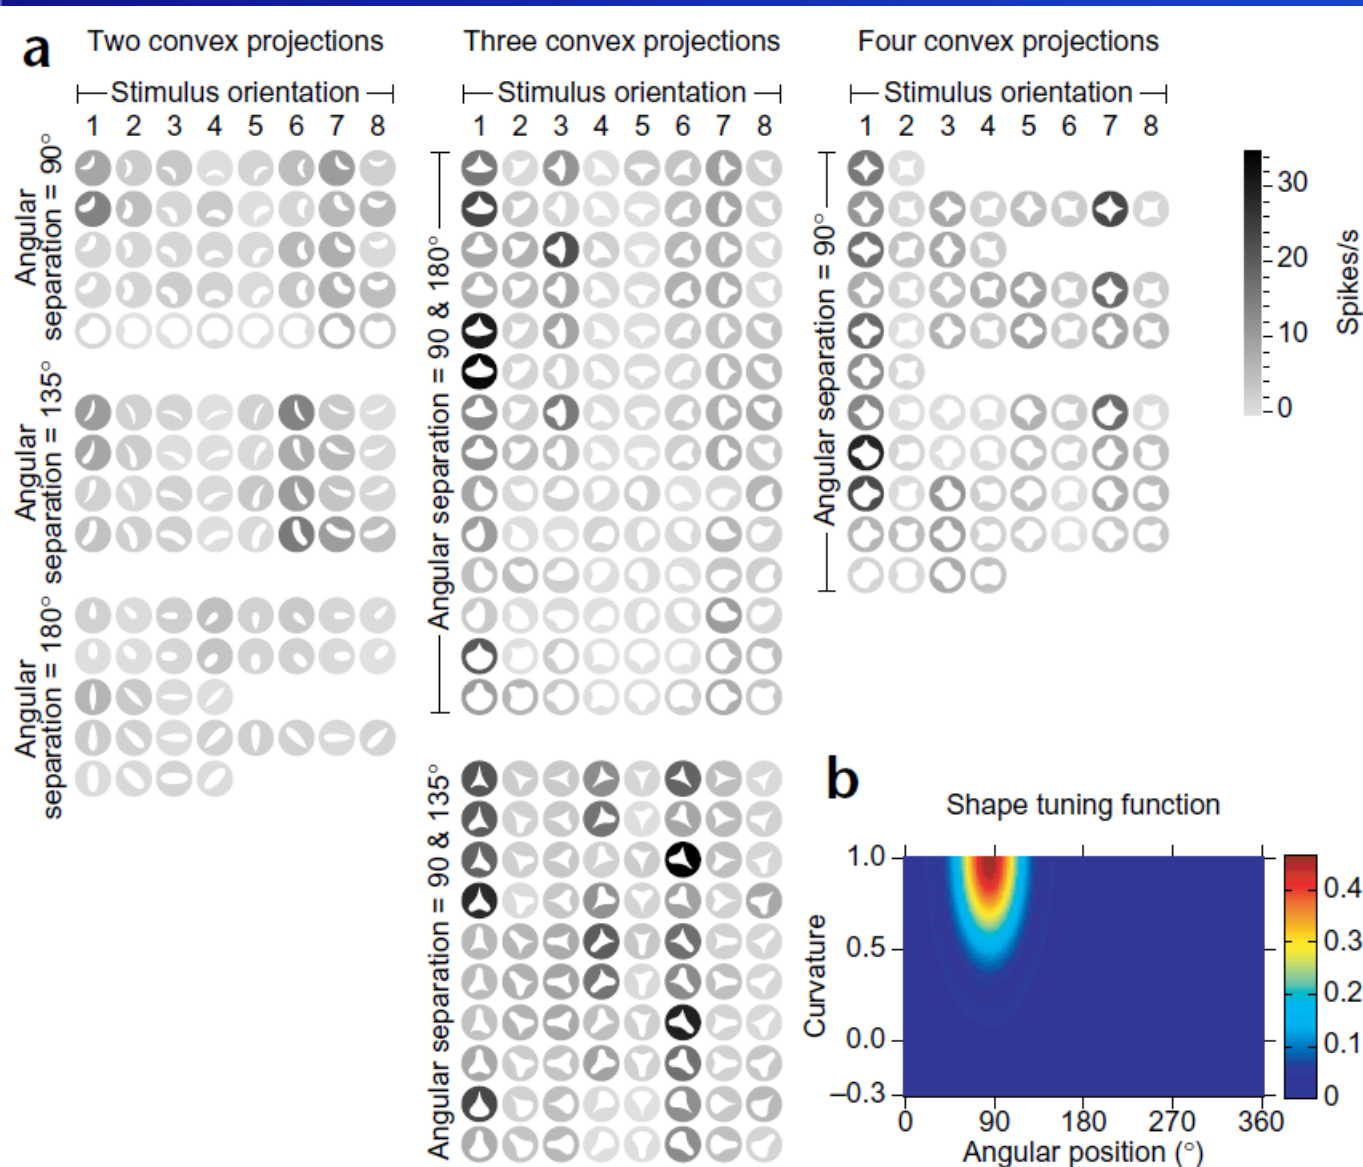 a
Two convex projections
Stimulus orientation
1 2 3 4 5 6 7 8
Angular
separation = 90°
Angular
separation = 135°
Angular
separation = 180°
Three convex projections
Stimulus orientation
1 2 3 4 5 6 7 8
Angular separation = 90 & 180°
Angular separation = 90 & 135°
Four convex projections
Stimulus orientation
1 2 3 4 5 6 7 8
Angular separation = 90°
30
20
10
0
Spikes/s
b
Shape tuning function
Curvature
1.0
0.5
0.0
–0.3
0 90 180 270 360
Angular position (°)
0.4
0.3
0.2
0.1
0